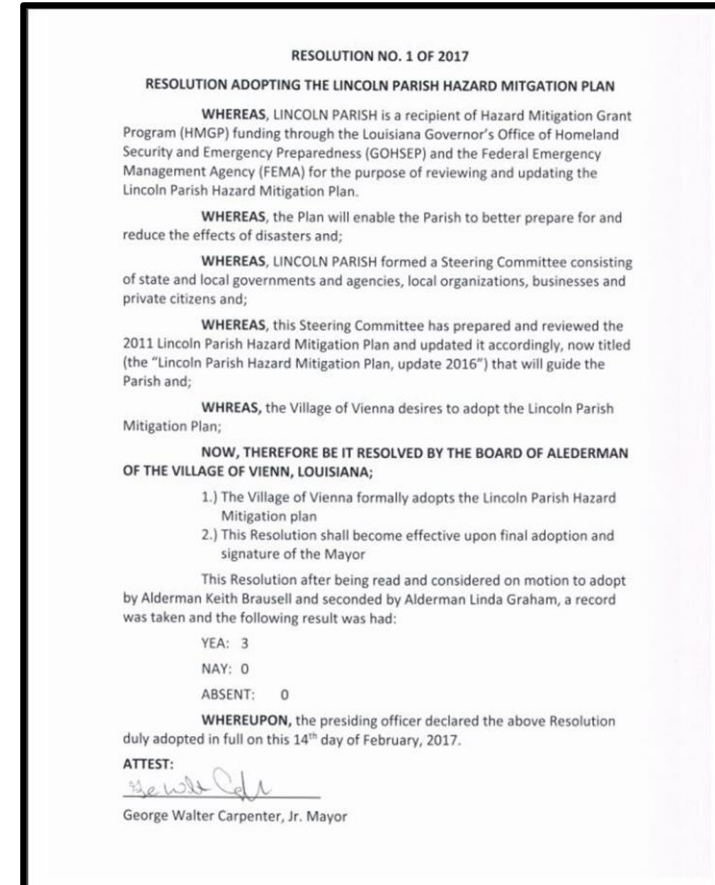 RESOLUTION NO. 1 OF 2017
RESOLUTION ADOPTING THE LINCOLN PARISH HAZARD MITGATION PLAN
WHEREAS, LINCOLN PARISH is a recipient of Hazard Mitigation Grant
Program (HMGP) funding through the Louisiana Governor's Office of Homeland
Security and Emergency Preparedness (GOHSEP) and the Federal Emergency
Management Agency (FEMA) for the purpose of reviewing and updating the
Lincoln Parish Hazard Mitigation Plan.
WHEREAS, the Plan will enable the Parish to better prepare for and
reduce the effects of disasters and;
WHEREAS, LINCOLN PARISH formed a Steering Committee consisting
of state and local governments and agencies, local organizations, businesses and
private citizens and;
WHEREAS, this Steering Committee has prepared and reviewed the
2011 Lincoln Parish Hazard Mitigation Plan and updated it accordingly, now titled
(the "Lincoln Parish Hazard Mitigation Plan, update 2016") that will guide the
Parish and;
WHREAS, the Village of Vienna desires to adopt the Lincoln Parish
Mitigation Plan;
NOW, THEREFORE BE IT RESOLVED BY THE BOARD OF ALEDERMAN
OF THE VILLAGE OF VIENN, LOUISIANA;
1.) The Village of Vienna formally adopts the Lincoln Parish Hazard
Mitigation plan
2.) This Resolution shall become effective upon final adoption and
signature of the Mayor
This Resolution after being read and considered on motion to adopt
by Alderman Keith Brausell and seconded by Alderman Linda Graham, a record
was taken and the following result was had:
YEA: 3
NAY: 0
ABSENT: 0
WHEREUPON, the presiding officer declared the above Resolution
duly adopted in full on this 14th day of February, 2017.
ATTEST:
George Walter Carpenter, Jr. Mayor